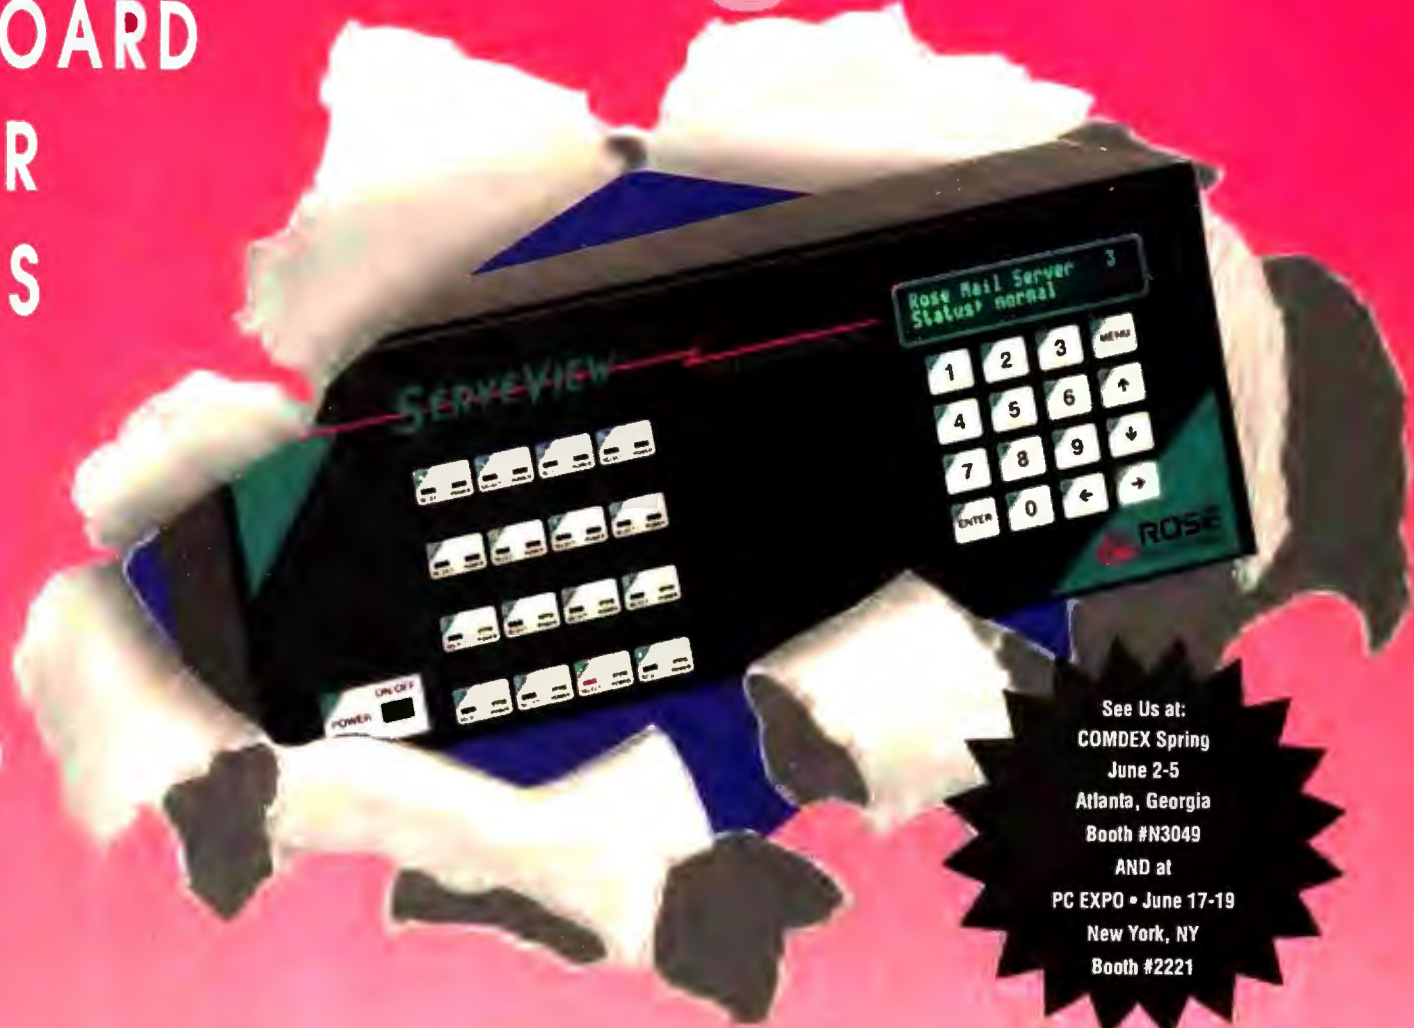 OARD
R
S
SERVEVIEW
Rose Mail Server 3
Status: normal
1 2 3 MENU
4 5 6 ↑
7 8 9 ↓
ENTER 0 ← →
ROSE
ON/OFF
POWER
See Us at:
COMDEX Spring
June 2-5
Atlanta, Georgia
Booth #N3049
AND at
PC EXPO • June 17-19
New York, NY
Booth #2221